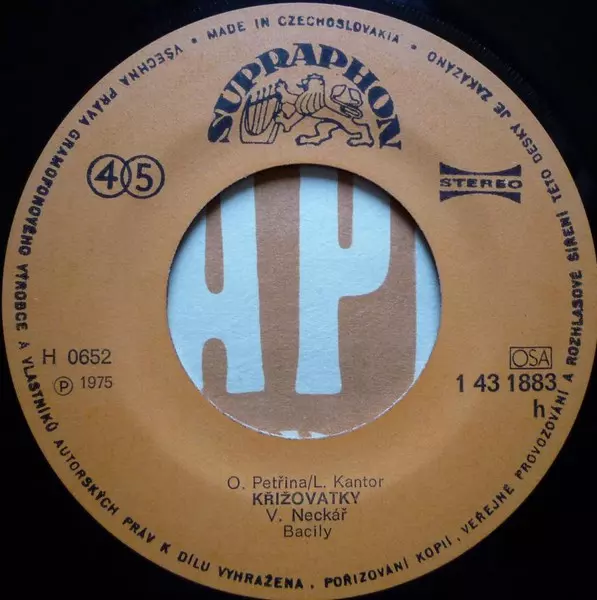 VŠECHNA PRÁVA GRAMOFONOVÉHO VÝROBCE A VLASTNÍKŮ AUTORSKÝCH PRÁV K DÍLU VYHRAŽENA. POŘIZOVÁNÍ KOPIÍ, VEŘEJNÉ PROVOZOVÁNÍ A ROZHLASOVÉ ŠÍŘENÍ TÉTO DESKY JE ZAKÁZÁNO
• MADE IN CZECHOSLOVAKIA •
SUPRAPHON
45
STEREO
AP
H 0652
OSA
Ⓟ 1975
1 43 1883
h
O. Petřina/L. Kantor
KŘIŽOVATKY
V. Neckář
Bacily